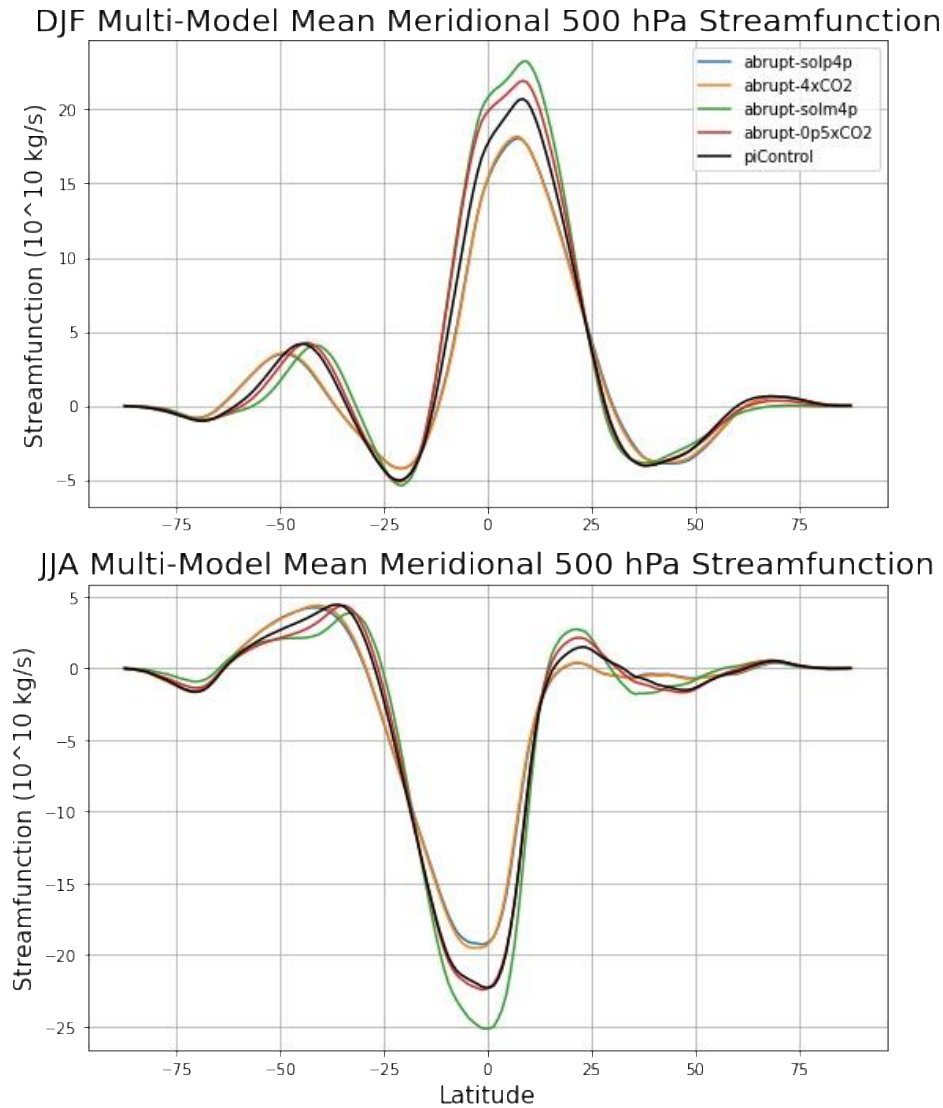 DJF Multi-Model Mean Meridional 500 hPa Streamfunction
Streamfunction (10^10 kg/s)
20
15
10
5
0
−5
abrupt-solp4p
abrupt-4xCO2
abrupt-solm4p
abrupt-0p5xCO2
piControl
−75 −50 −25 0 25 50 75
JJA Multi-Model Mean Meridional 500 hPa Streamfunction
Streamfunction (10^10 kg/s)
5
0
−5
−10
−15
−20
−25
−75 −50 −25 0 25 50 75
Latitude